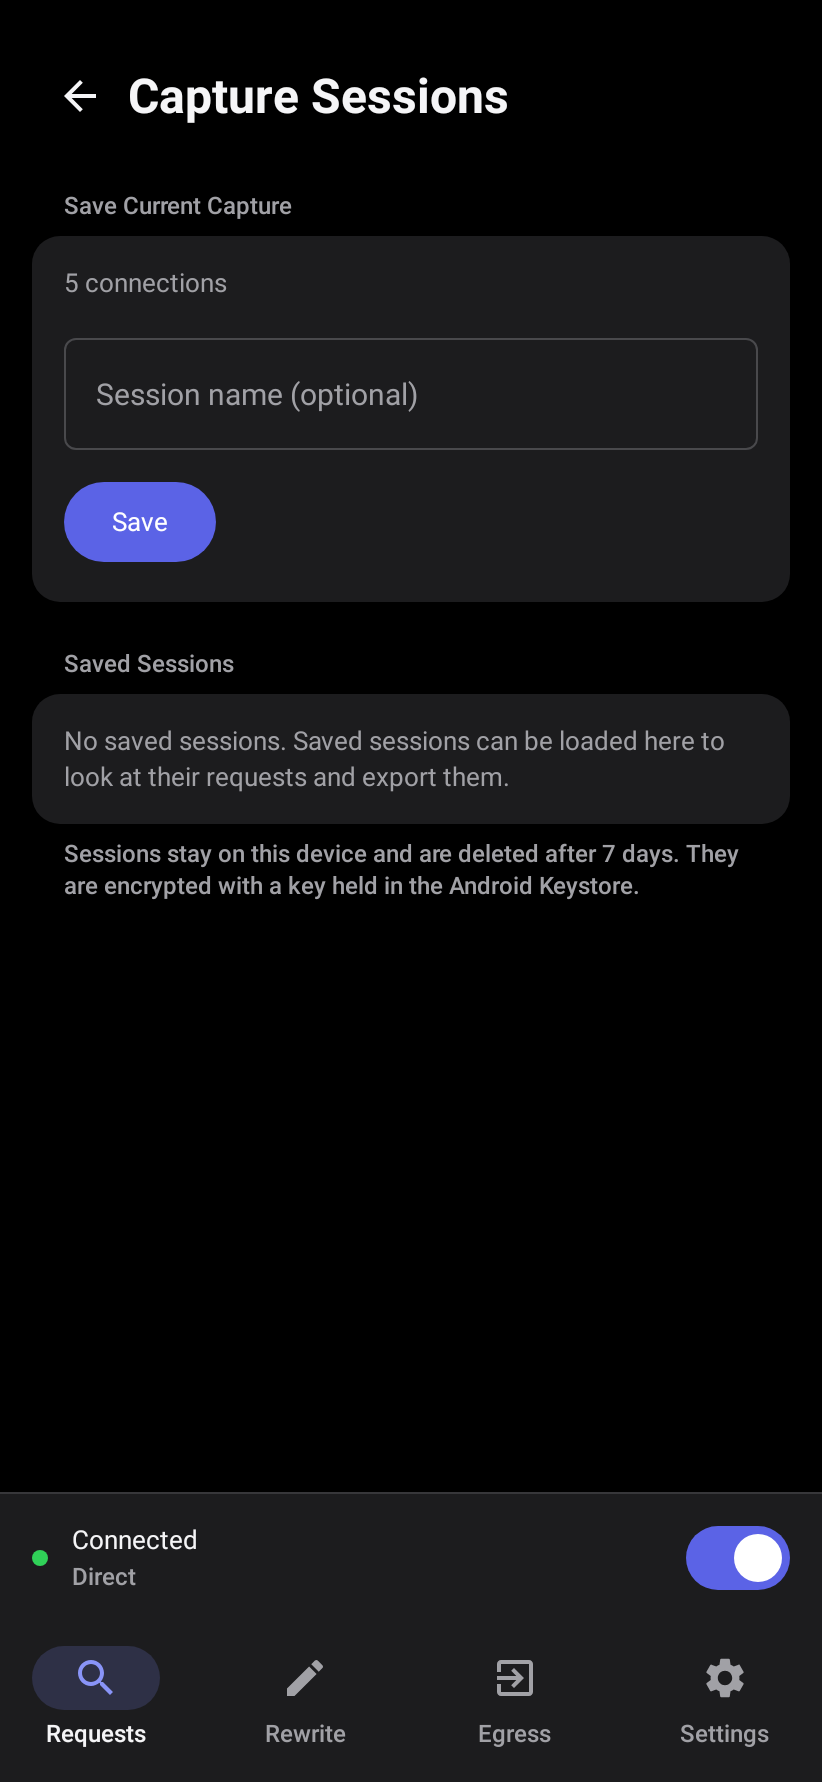 Capture Sessions
Save Current Capture
5 connections
Session name (optional)
Save
Saved Sessions
No saved sessions. Saved sessions can be loaded here to
look at their requests and export them.
Sessions stay on this device and are deleted after 7 days. They
are encrypted with a key held in the Android Keystore.
Connected
Direct
Requests
Rewrite
Egress
Settings